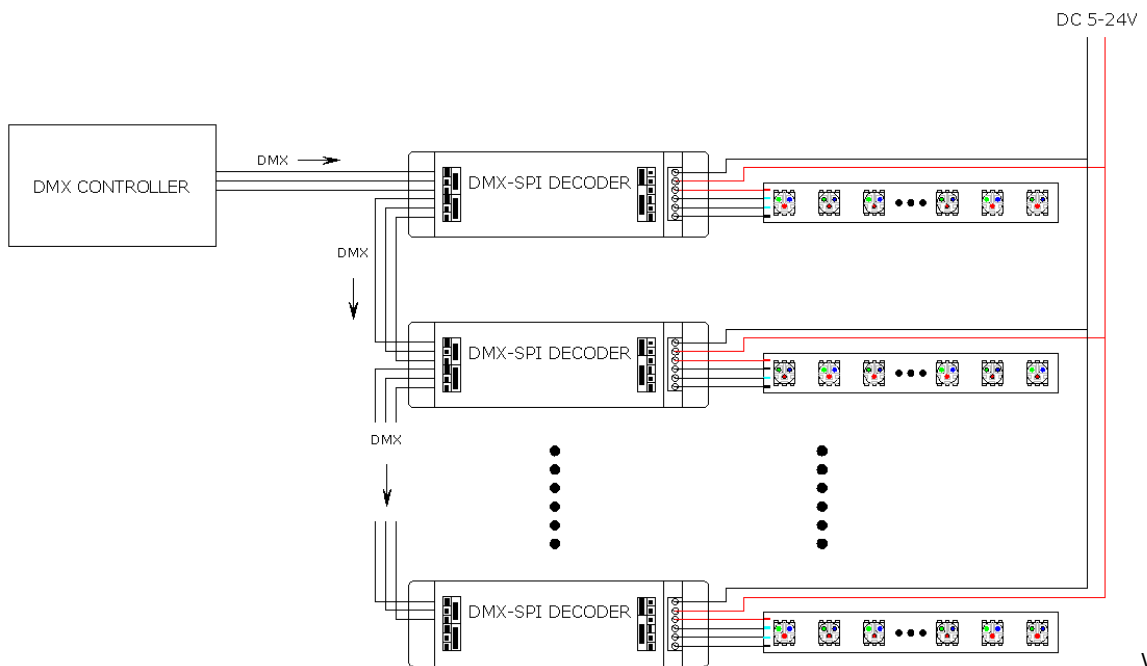 DC 5-24V
DMX
DMX CONTROLLER
DMX-SPI DECODER
DMX
DMX-SPI DECODER
DMX
DMX-SPI DECODER